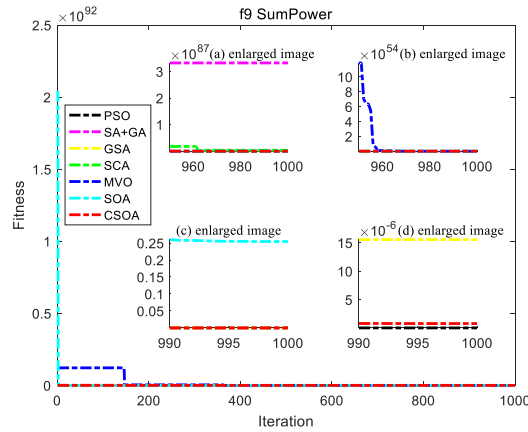 f9 SumPower
2.5 ×10^92
2
1.5
1
0.5
0
0 200 400 600 800 1000
Fitness
Iteration
PSO
SA+GA
GSA
SCA
MVO
SOA
CSOA
×10^87 (a) enlarged image
3
2
1
960 980 1000
×10^54 (b) enlarged image
10
8
6
4
2
960 980 1000
(c) enlarged image
0.25
0.2
0.15
0.1
0.05
990 995 1000
×10^-6 (d) enlarged image
15
10
5
990 995 1000